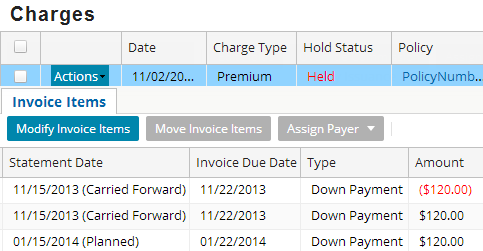 Charges
Date Charge Type Hold Status Policy
Actions 11/02/20... Premium Held PolicyNumb...
Invoice Items
Modify Invoice Items Move Invoice Items Assign Payer
Statement Date Invoice Due Date Type Amount
11/15/2013 (Carried Forward) 11/22/2013 Down Payment ($120.00)
11/15/2013 (Carried Forward) 11/22/2013 Down Payment $120.00
01/15/2014 (Planned) 01/22/2014 Down Payment $120.00